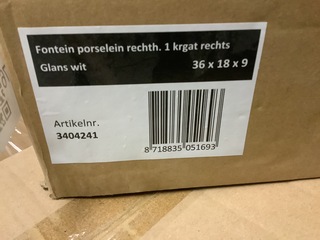 Fontein porselein rechth. 1 krgat rechts
Glans wit 36 x 18 x 9
Artikelnr.
3404241
8 718835 051693